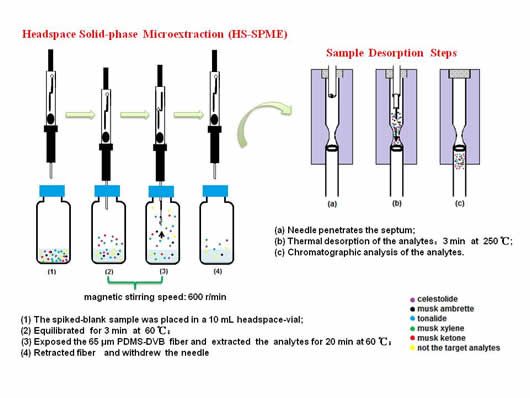 Headspace Solid-phase Microextraction (HS-SPME)
Sample Desorption Steps
(1)
(2)
(3)
(4)
magnetic stirring speed: 600 r/min
(a)
(b)
(c)
(a) Needle penetrates the septum;
(b) Thermal desorption of the analytes; 3 min at 250 ℃;
(c) Chromatographic analysis of the analytes.
(1) The spiked-blank sample was placed in a 10 mL headspace-vial;
(2) Equilibrated for 3 min at 60 ℃;
(3) Exposed the 65 μm PDMS-DVB fiber and extracted the analytes for 20 min at 60 ℃;
(4) Retracted fiber and withdrew the needle
celestolide
musk ambrette
tonalide
musk xylene
musk ketone
not the target analytes